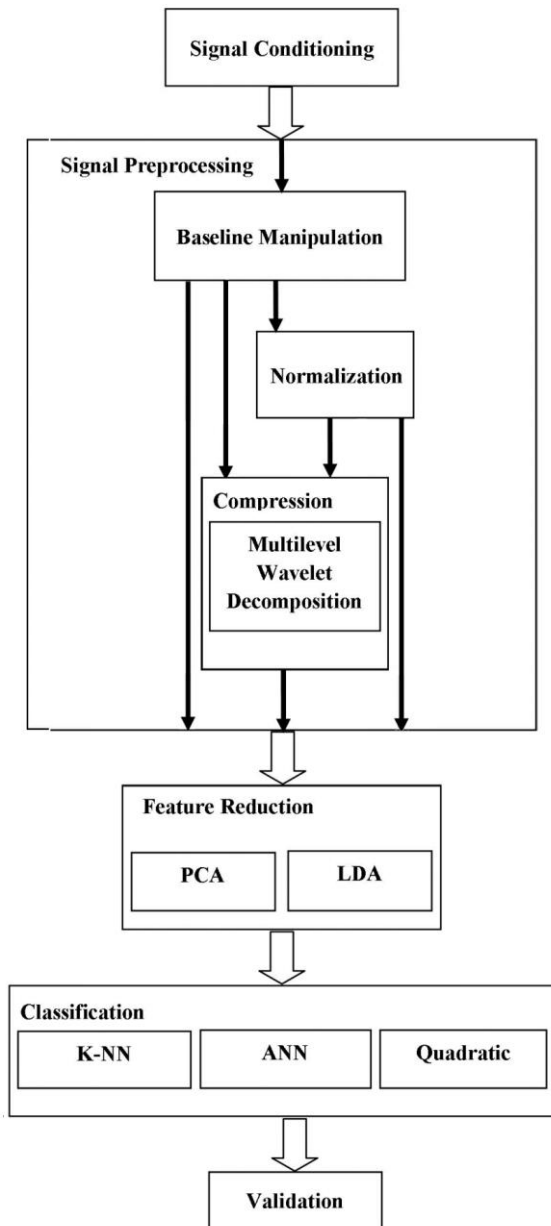 Signal Conditioning
Signal Preprocessing
Baseline Manipulation
Normalization
Compression
Multilevel
Wavelet
Decomposition
Feature Reduction
PCA
LDA
Classification
K-NN
ANN
Quadratic
Validation